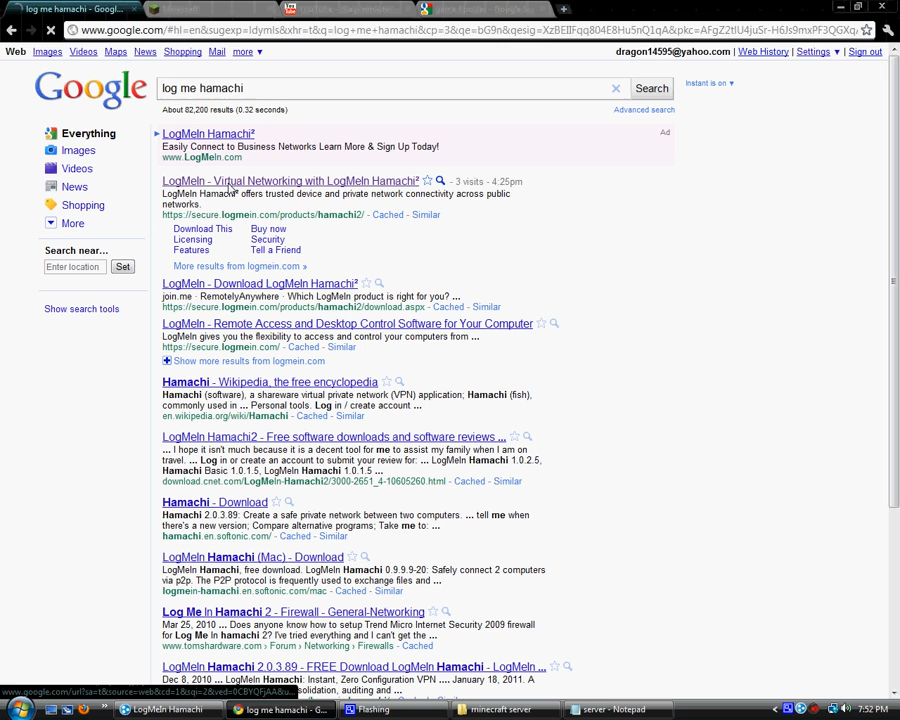 log me hamachi - Googl...
Minecraft
www.google.com/#hl=en&sugexp=ldymls&xhr=t&q=log+me+hamachi&cp=3&qe=
Web Images Videos Maps News Shopping Mail more ▼
dragon14595@yahoo.com | Web History | Settings ▼ | Sign out
Google
log me hamachi
Search
Instant is on ▼
About 82,200 results (0.32 seconds)
Advanced search
Everything
Images
Videos
News
Shopping
More
Search near...
Enter location Set
Show search tools
LogMeIn Hamachi²
Ad
Easily Connect to Business Networks Learn More & Sign Up Today!
www.LogMeIn.com
LogMeIn - Virtual Networking with LogMeIn Hamachi² - 3 visits - 4:25pm
LogMeIn Hamachi² offers trusted device and private network connectivity across public
networks.
https://secure.logmein.com/products/hamachi2/ - Cached - Similar
Download This Buy now
Licensing Security
Features Tell a Friend
More results from logmein.com »
LogMeIn - Download LogMeIn Hamachi²
join.me · RemotelyAnywhere · Which LogMeIn product is right for you? ...
https://secure.logmein.com/products/hamachi2/download.aspx - Cached - Similar
LogMeIn - Remote Access and Desktop Control Software for Your Computer
LogMeIn gives you the flexibility to access and control your computers from ...
https://secure.logmein.com/ - Cached - Similar
Show more results from logmein.com
Hamachi - Wikipedia, the free encyclopedia
Hamachi (software), a shareware virtual private network (VPN) application; Hamachi (fish),
commonly used in ... Personal tools. Log in / create account ...
en.wikipedia.org/wiki/Hamachi - Cached - Similar
LogMeIn Hamachi2 - Free software downloads and software reviews ...
... I hope it isn't much because it is a decent tool for me to assist my family when I am on
travel. ... Log in or create an account to submit your review for: ... LogMeIn Hamachi 1.0.2.5,
Hamachi Basic 1.0.1.5, LogMeIn Hamachi 1.0.1.5 ...
download.cnet.com/LogMeIn-Hamachi2/3000-2651_4-10605260.html - Cached - Similar
Hamachi - Download
Hamachi 2.0.3.89: Create a safe private network between two computers. ... tell me when
there's a new version; Compare alternative programs; Take me to: ...
hamachi.en.softonic.com/ - Cached - Similar
LogMeIn Hamachi (Mac) - Download
LogMeIn Hamachi, free download. LogMeIn Hamachi 0.9.9.9-20: Safely connect 2 computers
via p2p. The P2P protocol is frequently used to exchange files and ...
logmein-hamachi.en.softonic.com/mac - Cached - Similar
Log Me In Hamachi 2 - Firewall - General-Networking
Mar 25, 2010 ... Does anyone know how to setup Trend Micro Internet Security 2009 firewall
for Log Me In hamachi 2? I've tried everything and I can't get the ...
www.tomshardware.com › Forum › Networking › Firewalls - Cached
LogMeIn Hamachi 2.0.3.89 - FREE Download LogMeIn Hamachi - LogMein ...
Dec 8, 2010 ... LogMeIn Hamachi: Instant, Zero Configuration VPN .... January 18, 2011. A
solidation, auditing and ...
www.google.com/url?sa=t&source=web&cd=1&sqi=2&ved=0CBYQFjAA&u...
LogMeIn Hamachi
log me hamachi - G...
Flashing
minecraft server
server - Notepad
7:52 PM